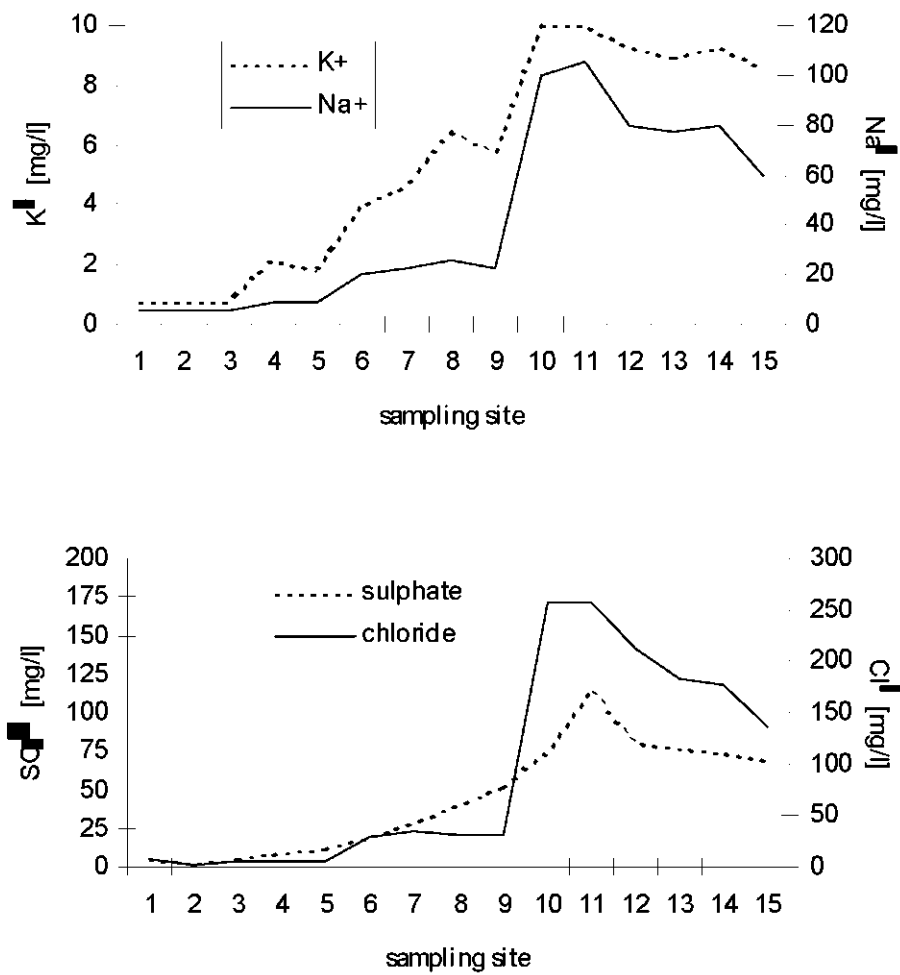 10
8
6
4
2
0
K [mg/l]
K+
Na+
120
100
80
60
40
20
0
Na [mg/l]
1 2 3 4 5 6 7 8 9 10 11 12 13 14 15
sampling site
200
175
150
125
100
75
50
25
0
SO [mg/l]
sulphate
chloride
300
250
200
150
100
50
0
Cl [mg/l]
1 2 3 4 5 6 7 8 9 10 11 12 13 14 15
sampling site